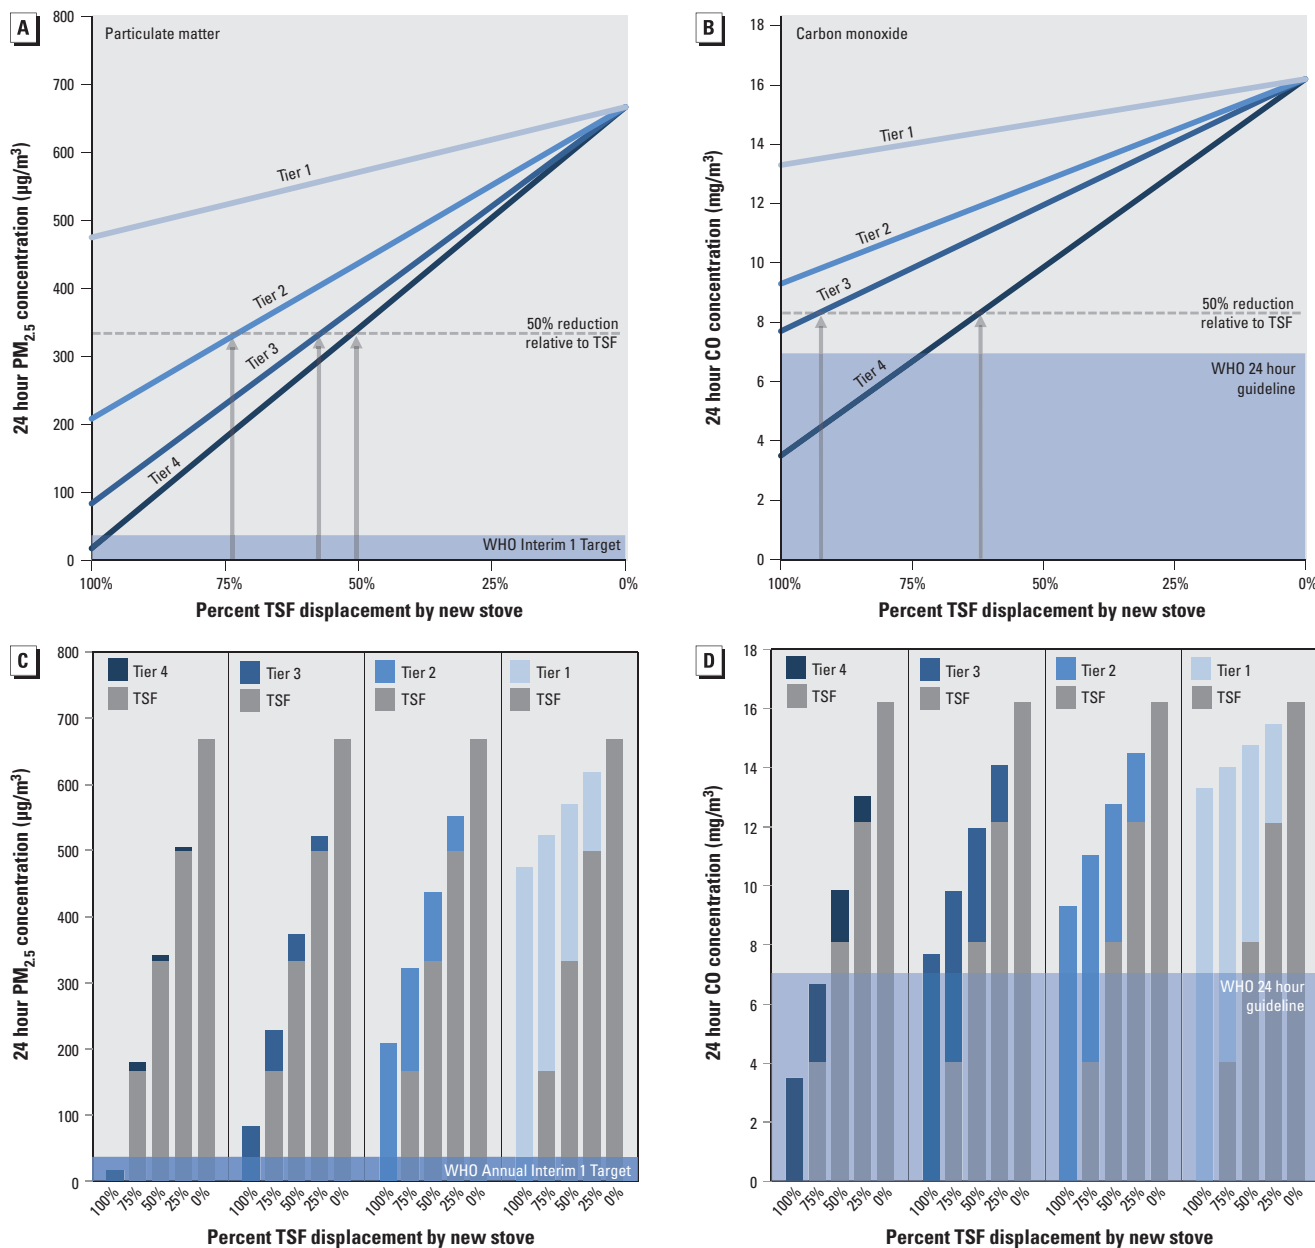 A
Particulate matter
800
700
600
500
400
300
200
100
0
24 hour PM2.5 concentration (µg/m³)
Tier 1
Tier 2
Tier 3
Tier 4
50% reduction
relative to TSF
WHO Interim 1 Target
100%
75%
50%
25%
0%
Percent TSF displacement by new stove
B
Carbon monoxide
18
16
14
12
10
8
6
4
2
0
24 hour CO concentration (mg/m³)
Tier 1
Tier 2
Tier 3
Tier 4
50% reduction
relative to TSF
WHO 24 hour
guideline
100%
75%
50%
25%
0%
Percent TSF displacement by new stove
C
800
700
600
500
400
300
200
100
0
24 hour PM2.5 concentration (µg/m³)
Tier 4
TSF
Tier 3
TSF
Tier 2
TSF
Tier 1
TSF
WHO Annual Interim 1 Target
100%
75%
50%
25%
0%
100%
75%
50%
25%
0%
100%
75%
50%
25%
0%
100%
75%
50%
25%
0%
Percent TSF displacement by new stove
D
18
16
14
12
10
8
6
4
2
0
24 hour CO concentration (mg/m³)
Tier 4
TSF
Tier 3
TSF
Tier 2
TSF
Tier 1
TSF
WHO 24 hour
guideline
100%
75%
50%
25%
0%
100%
75%
50%
25%
0%
100%
75%
50%
25%
0%
100%
75%
50%
25%
0%
Percent TSF displacement by new stove